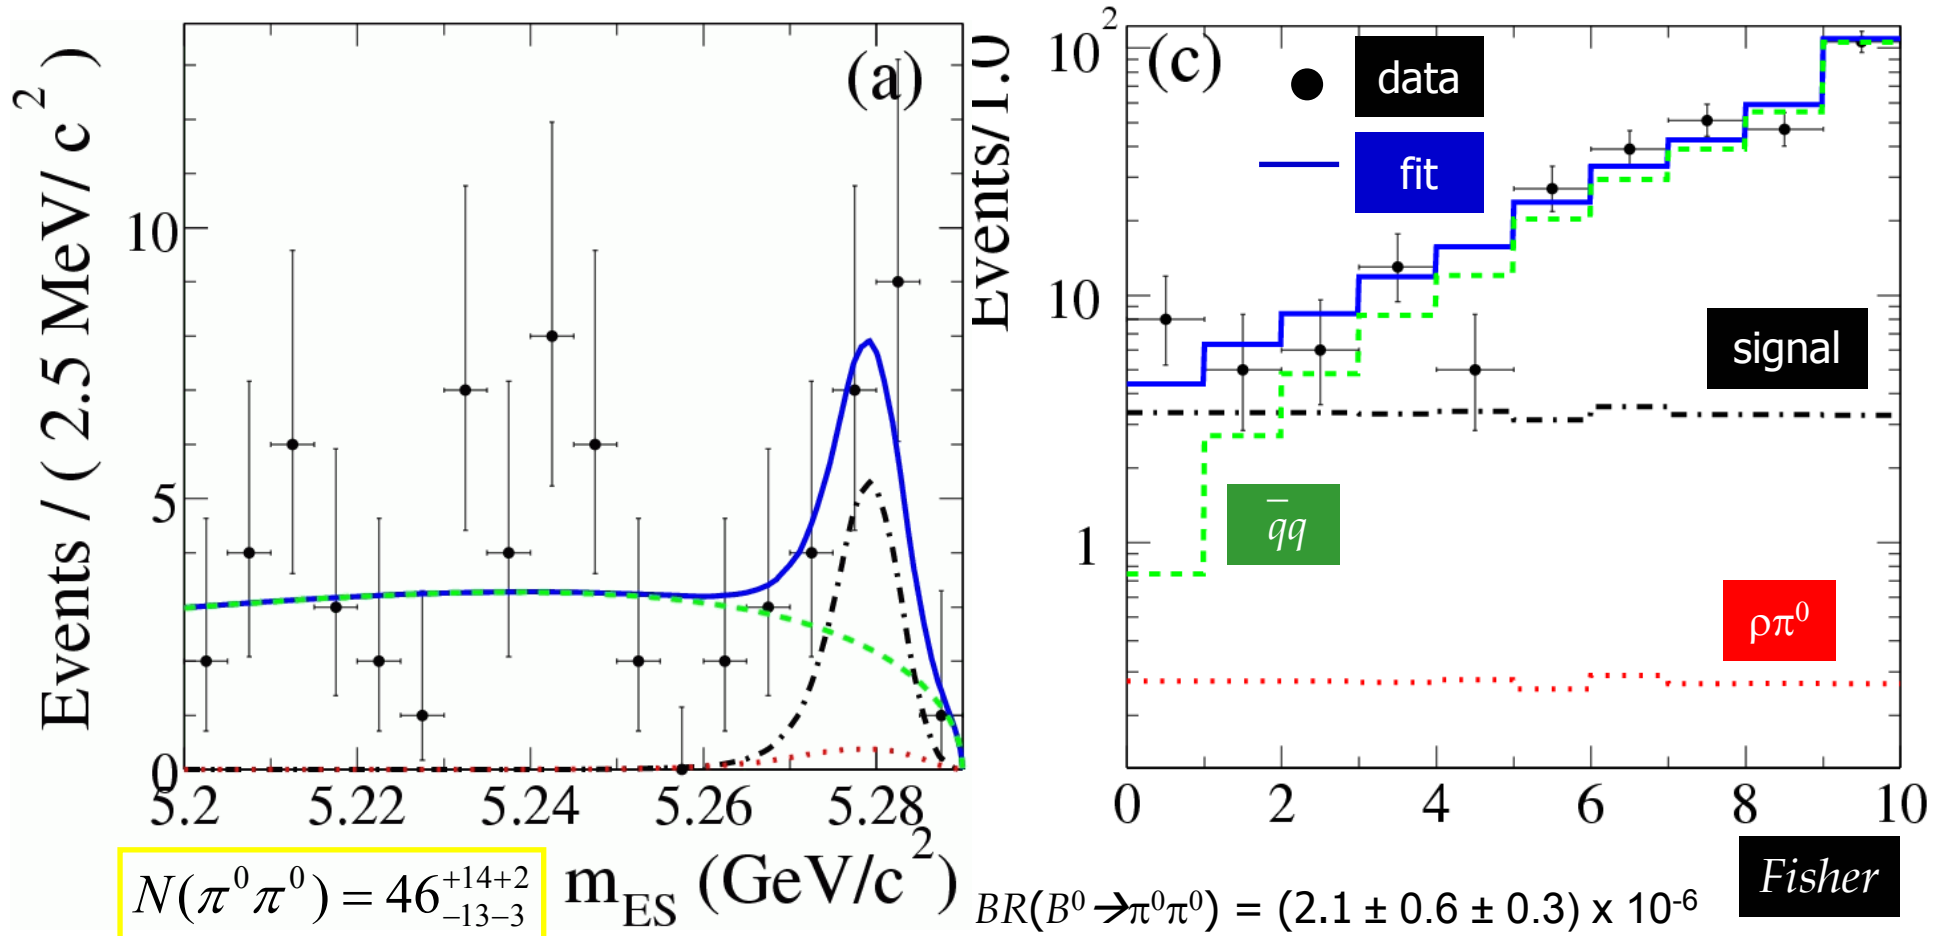 Events / ( 2.5 MeV/ c²)
10
5
0
(a)
5.2 5.22 5.24 5.26 5.28
m_ES (GeV/c²)
N(π⁰π⁰) = 46 +14+2 −13−3
Events/1.0
10²
10
1
(c)
data
fit
signal
q̅q
ρπ⁰
0 2 4 6 8 10
Fisher
BR(B⁰→π⁰π⁰) = (2.1 ± 0.6 ± 0.3) x 10⁻⁶